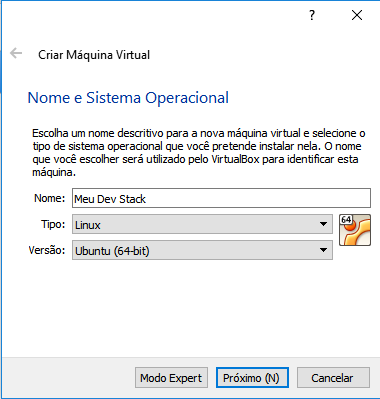 ?
Criar Máquina Virtual
Nome e Sistema Operacional
Escolha um nome descritivo para a nova máquina virtual e selecione o
tipo de sistema operacional que você pretende instalar nela. O nome
que você escolher será utilizado pelo VirtualBox para identificar esta
máquina.
Nome: Meu Dev Stack
Tipo: Linux
64
Versão: Ubuntu (64-bit)
Modo Expert Próximo (N) Cancelar